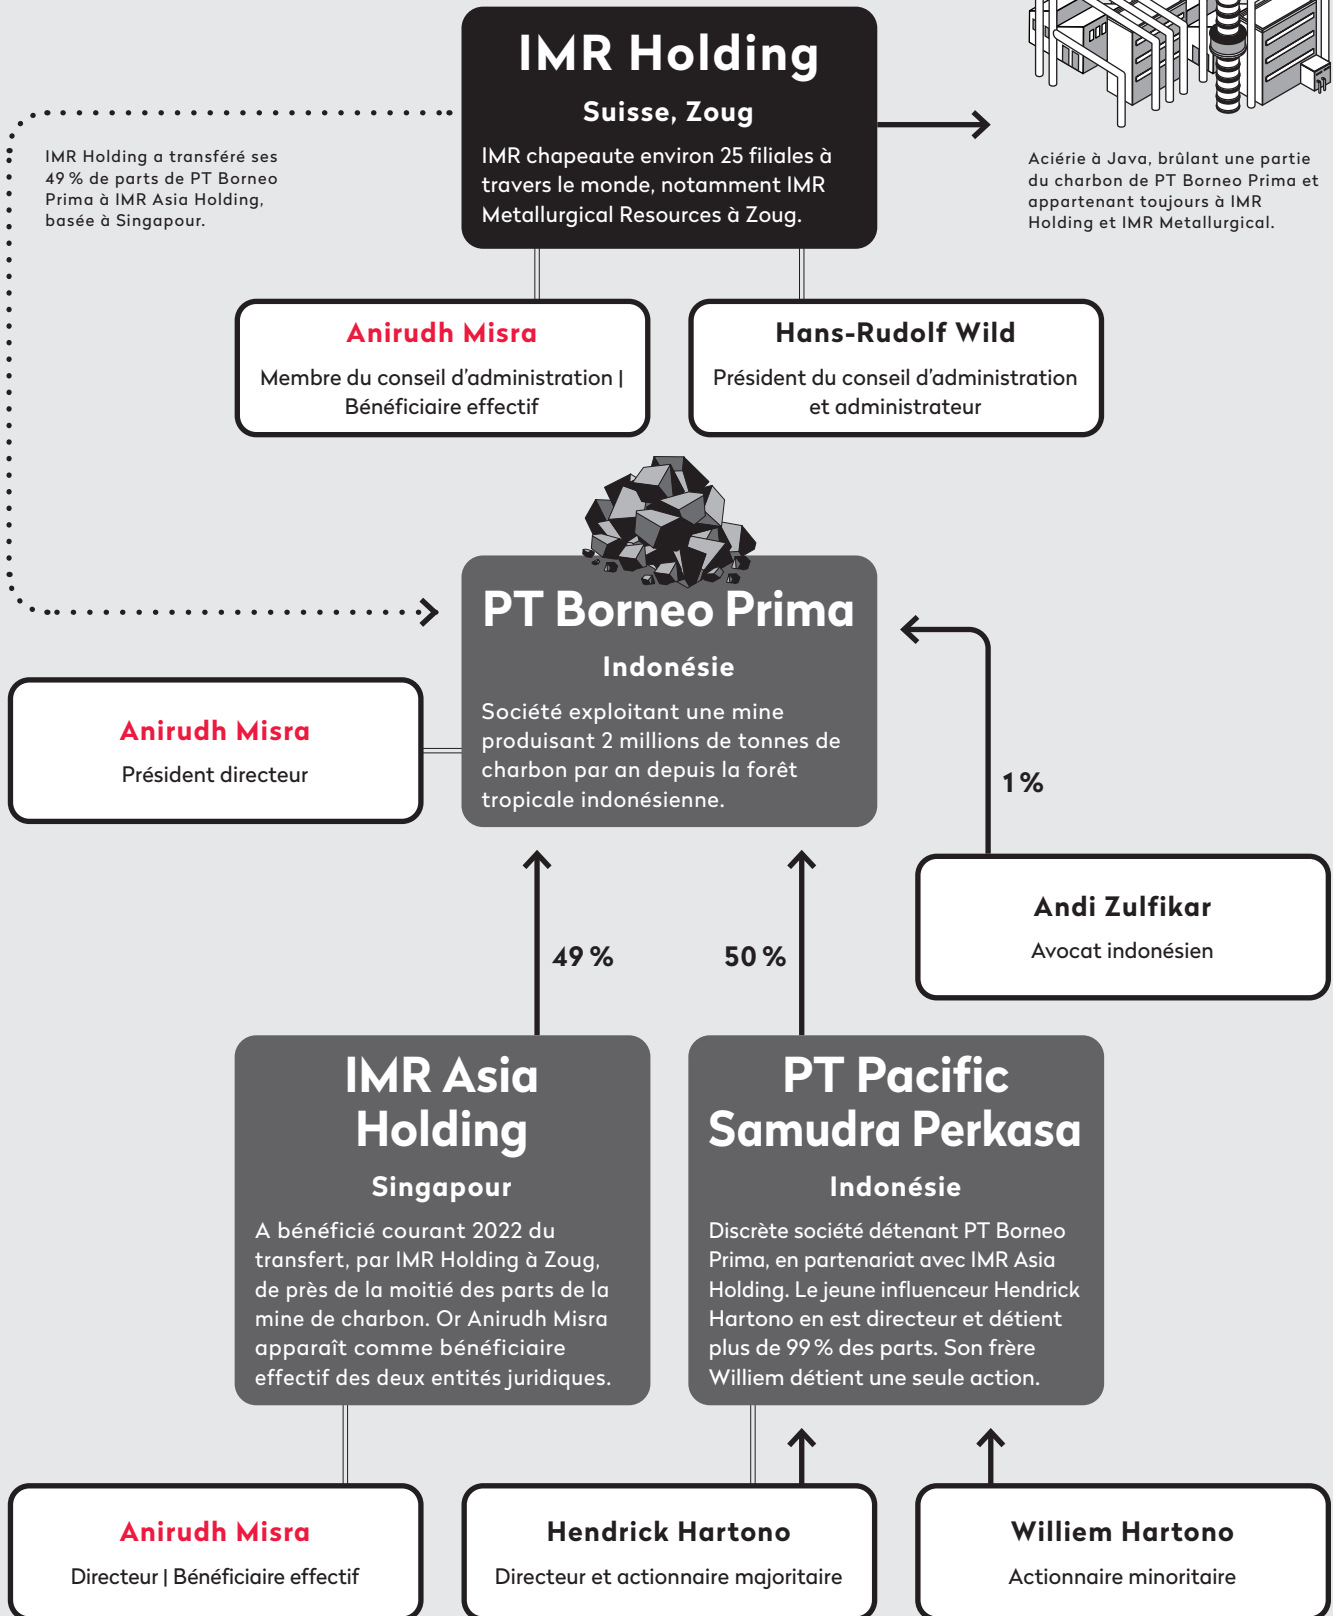 IMR Holding
Suisse, Zoug
IMR chapeaute environ 25 filiales à
travers le monde, notamment IMR
Metallurgical Resources à Zoug.
IMR Holding a transféré ses
49 % de parts de PT Borneo
Prima à IMR Asia Holding,
basée à Singapour.
Aciérie à Java, brûlant une partie
du charbon de PT Borneo Prima et
appartenant toujours à IMR
Holding et IMR Metallurgical.
Anirudh Misra
Membre du conseil d’administration |
Bénéficiaire effectif
Hans-Rudolf Wild
Président du conseil d’administration
et administrateur
PT Borneo Prima
Indonésie
Société exploitant une mine
produisant 2 millions de tonnes de
charbon par an depuis la forêt
tropicale indonésienne.
Anirudh Misra
Président directeur
1 %
Andi Zulfikar
Avocat indonésien
49 %
50 %
IMR Asia
Holding
Singapour
A bénéficié courant 2022 du
transfert, par IMR Holding à Zoug,
de près de la moitié des parts de la
mine de charbon. Or Anirudh Misra
apparaît comme bénéficiaire
effectif des deux entités juridiques.
PT Pacific
Samudra Perkasa
Indonésie
Discrète société détenant PT Borneo
Prima, en partenariat avec IMR Asia
Holding. Le jeune influenceur Hendrick
Hartono en est directeur et détient
plus de 99 % des parts. Son frère
Williem détient une seule action.
Anirudh Misra
Directeur | Bénéficiaire effectif
Hendrick Hartono
Directeur et actionnaire majoritaire
Williem Hartono
Actionnaire minoritaire